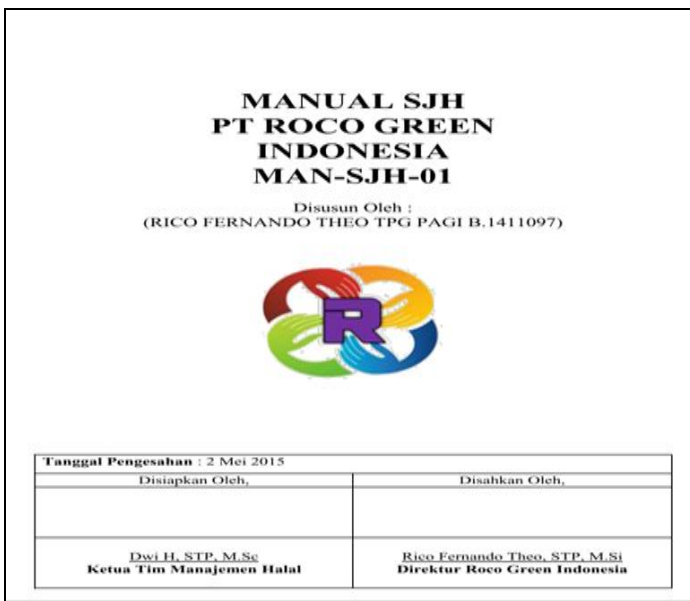 MANUAL SJH
PT ROCO GREEN
INDONESIA
MAN-SJH-01
Disusun Oleh :
(RICO FERNANDO THEO TPG PAGI B.1411097)
R
Tanggal Pengesahan : 2 Mei 2015
Disiapkan Oleh,
Disahkan Oleh,
Dwi H, STP, M.Sc
Ketua Tim Manajemen Halal
Rico Fernando Theo, STP, M.Si
Direktur Roco Green Indonesia